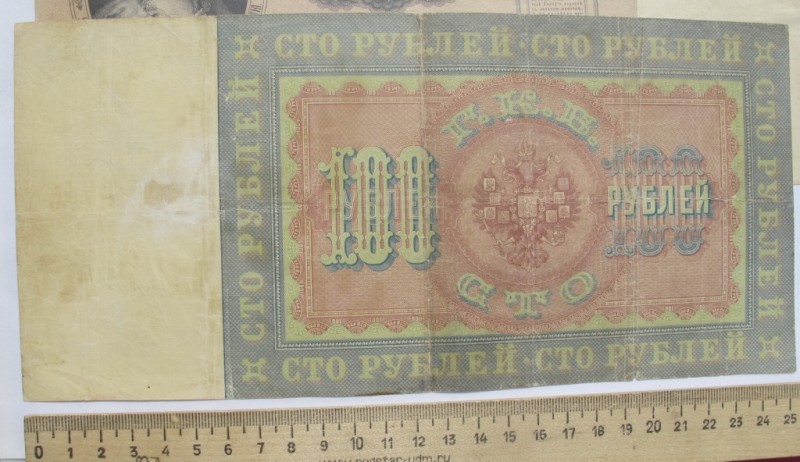 СТО РУБЛЕЙ · СТО РУБЛЕЙ
СТО РУБЛЕЙ
Г. К. Б.
100
100
РУБЛЕЙ
СТО
СТО РУБЛЕЙ
СТО РУБЛЕЙ · СТО РУБЛЕЙ
0 1 2 3 4 5 6 7 8 9 10 11 12 13 14 15 16 17 18 19 20 21 22 23 24 25